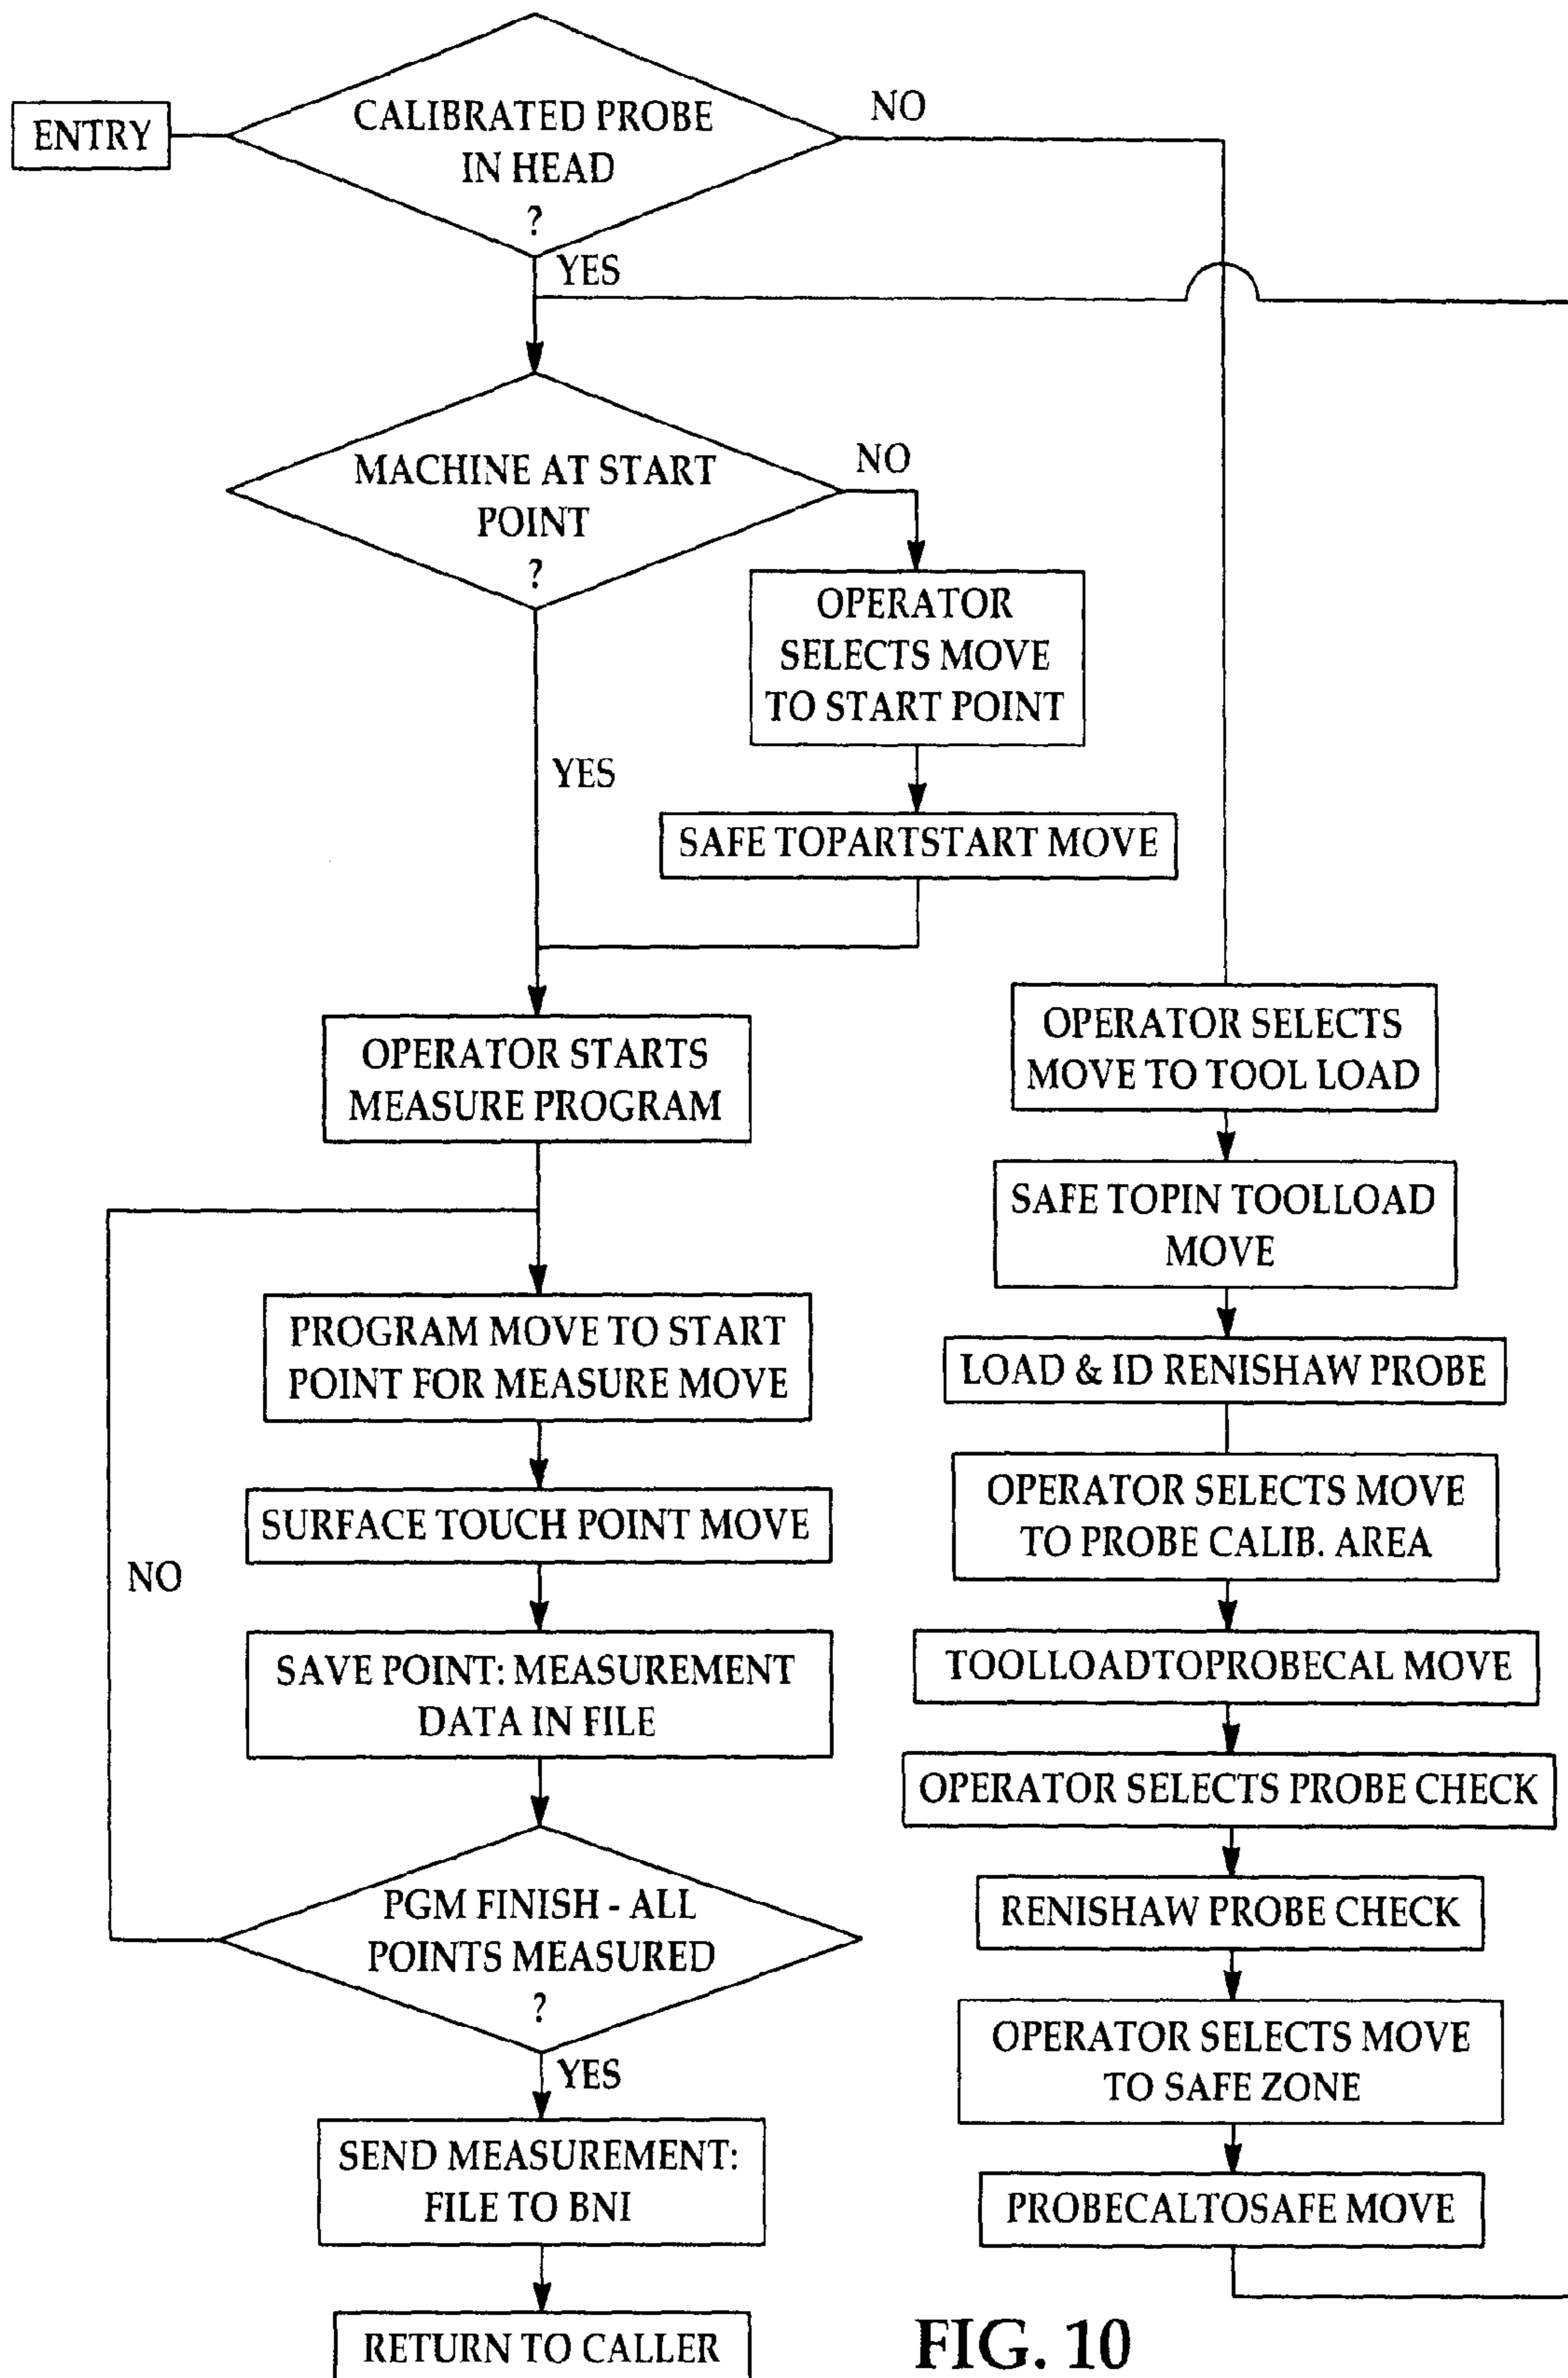 ENTRY
CALIBRATED PROBE
IN HEAD
?
NO
YES
MACHINE AT START
POINT
?
NO
OPERATOR
SELECTS MOVE
TO START POINT
YES
SAFE TOPARTSTART MOVE
OPERATOR STARTS
MEASURE PROGRAM
PROGRAM MOVE TO START
POINT FOR MEASURE MOVE
SURFACE TOUCH POINT MOVE
NO
SAVE POINT: MEASUREMENT
DATA IN FILE
PGM FINISH - ALL
POINTS MEASURED
?
YES
SEND MEASUREMENT:
FILE TO BNI
RETURN TO CALLER
OPERATOR SELECTS
MOVE TO TOOL LOAD
SAFE TOPIN TOOLLOAD
MOVE
LOAD & ID RENISHAW PROBE
OPERATOR SELECTS MOVE
TO PROBE CALIB. AREA
TOOLLOADTOPROBECAL MOVE
OPERATOR SELECTS PROBE CHECK
RENISHAW PROBE CHECK
OPERATOR SELECTS MOVE
TO SAFE ZONE
PROBECALTOSAFE MOVE
FIG. 10